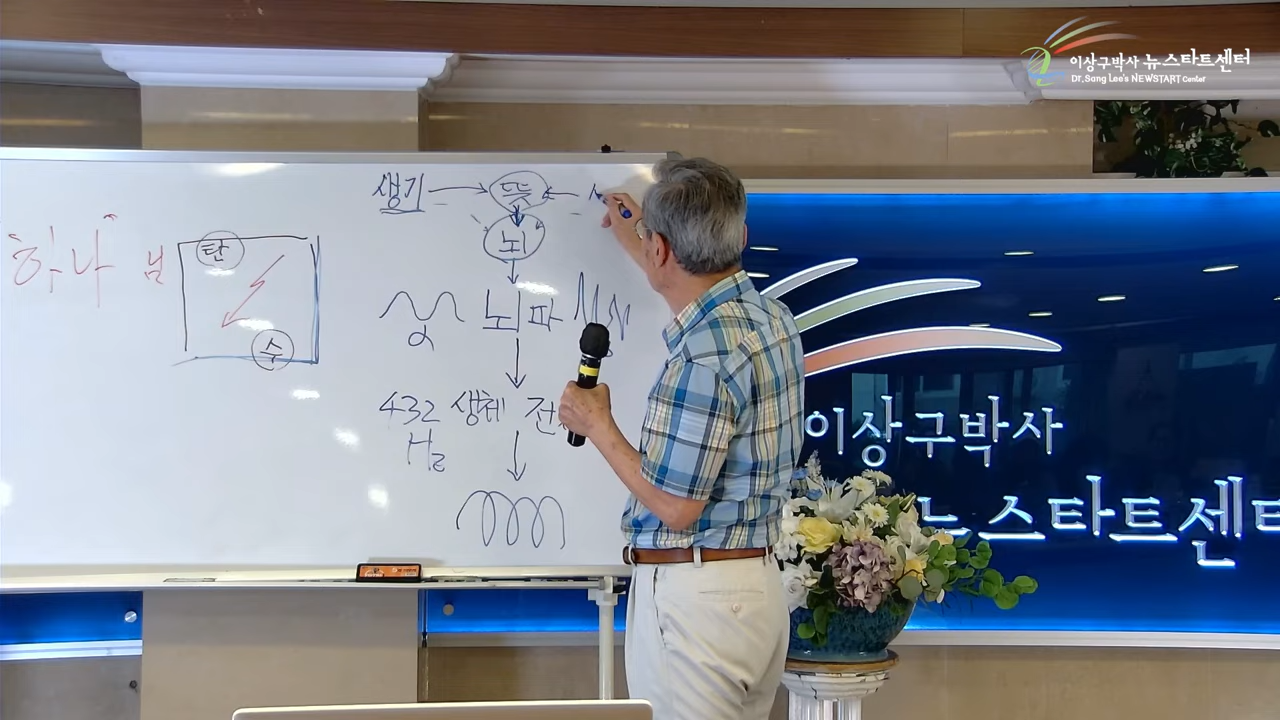 이상구박사 뉴스타트센터
Dr. Sang Lee's NEWSTART Center
생기 → 뜻 ←
뇌
"하나" 님
탄
수
α 뇌파
432 생체 전
Hz
이상구박사
뉴스타트센터